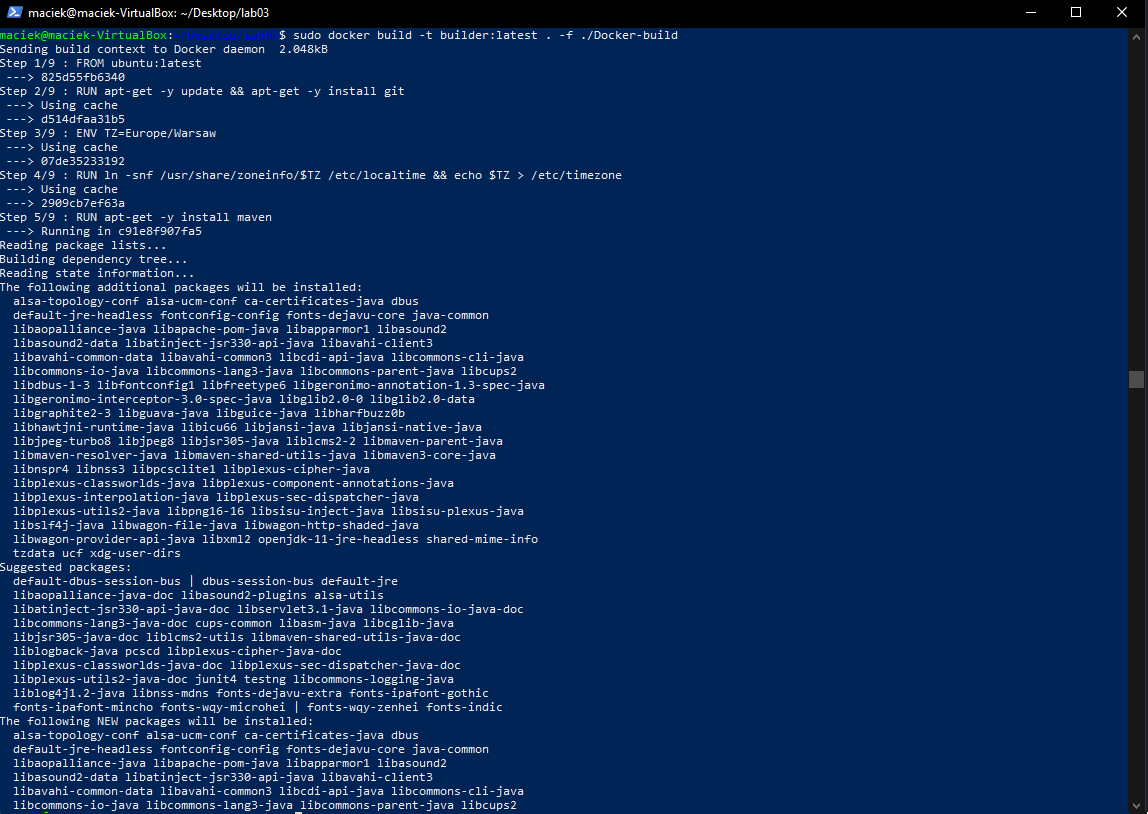 maciek@maciek-VirtualBox: ~/Desktop/lab03
maciek@maciek-VirtualBox:~/Desktop/lab03$ sudo docker build -t builder:latest . -f ./Docker-build
Sending build context to Docker daemon  2.048kB
Step 1/9 : FROM ubuntu:latest
 ---> 825d55fb6340
Step 2/9 : RUN apt-get -y update && apt-get -y install git
 ---> Using cache
 ---> d514dfaa31b5
Step 3/9 : ENV TZ=Europe/Warsaw
 ---> Using cache
 ---> 07de35233192
Step 4/9 : RUN ln -snf /usr/share/zoneinfo/$TZ /etc/localtime && echo $TZ > /etc/timezone
 ---> Using cache
 ---> 2909cb7ef63a
Step 5/9 : RUN apt-get -y install maven
 ---> Running in c91e8f907fa5
Reading package lists...
Building dependency tree...
Reading state information...
The following additional packages will be installed:
  alsa-topology-conf alsa-ucm-conf ca-certificates-java dbus
  default-jre-headless fontconfig-config fonts-dejavu-core java-common
  libaopalliance-java libapache-pom-java libapparmor1 libasound2
  libasound2-data libatinject-jsr330-api-java libavahi-client3
  libavahi-common-data libavahi-common3 libcdi-api-java libcommons-cli-java
  libcommons-io-java libcommons-lang3-java libcommons-parent-java libcups2
  libdbus-1-3 libfontconfig1 libfreetype6 libgeronimo-annotation-1.3-spec-java
  libgeronimo-interceptor-3.0-spec-java libglib2.0-0 libglib2.0-data
  libgraphite2-3 libguava-java libguice-java libharfbuzz0b
  libhawtjni-runtime-java libicu66 libjansi-java libjansi-native-java
  libjpeg-turbo8 libjpeg8 libjsr305-java liblcms2-2 libmaven-parent-java
  libmaven-resolver-java libmaven-shared-utils-java libmaven3-core-java
  libnspr4 libnss3 libpcsclite1 libplexus-cipher-java
  libplexus-classworlds-java libplexus-component-annotations-java
  libplexus-interpolation-java libplexus-sec-dispatcher-java
  libplexus-utils2-java libpng16-16 libsisu-inject-java libsisu-plexus-java
  libslf4j-java libwagon-file-java libwagon-http-shaded-java
  libwagon-provider-api-java libxml2 openjdk-11-jre-headless shared-mime-info
  tzdata ucf xdg-user-dirs
Suggested packages:
  default-dbus-session-bus | dbus-session-bus default-jre
  libaopalliance-java-doc libasound2-plugins alsa-utils
  libatinject-jsr330-api-java-doc libservlet3.1-java libcommons-io-java-doc
  libcommons-lang3-java-doc cups-common libasm-java libcglib-java
  libjsr305-java-doc liblcms2-utils libmaven-shared-utils-java-doc
  liblogback-java pcscd libplexus-cipher-java-doc
  libplexus-classworlds-java-doc libplexus-sec-dispatcher-java-doc
  libplexus-utils2-java-doc junit4 testng libcommons-logging-java
  liblog4j1.2-java libnss-mdns fonts-dejavu-extra fonts-ipafont-gothic
  fonts-ipafont-mincho fonts-wqy-microhei | fonts-wqy-zenhei fonts-indic
The following NEW packages will be installed:
  alsa-topology-conf alsa-ucm-conf ca-certificates-java dbus
  default-jre-headless fontconfig-config fonts-dejavu-core java-common
  libaopalliance-java libapache-pom-java libapparmor1 libasound2
  libasound2-data libatinject-jsr330-api-java libavahi-client3
  libavahi-common-data libavahi-common3 libcdi-api-java libcommons-cli-java
  libcommons-io-java libcommons-lang3-java libcommons-parent-java libcups2